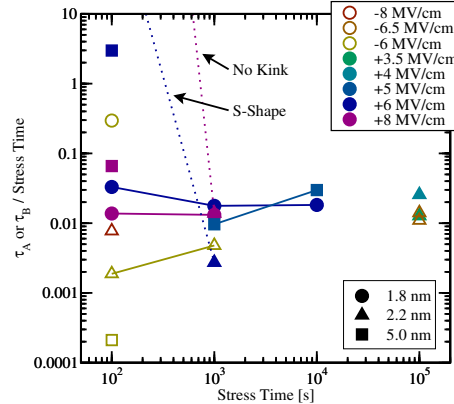 10
1
0.1
0.01
0.001
0.0001
τA or τB / Stress Time
No Kink
S-Shape
-8 MV/cm
-6.5 MV/cm
-6 MV/cm
+3.5 MV/cm
+4 MV/cm
+5 MV/cm
+6 MV/cm
+8 MV/cm
1.8 nm
2.2 nm
5.0 nm
10² 10³ 10⁴ 10⁵
Stress Time [s]